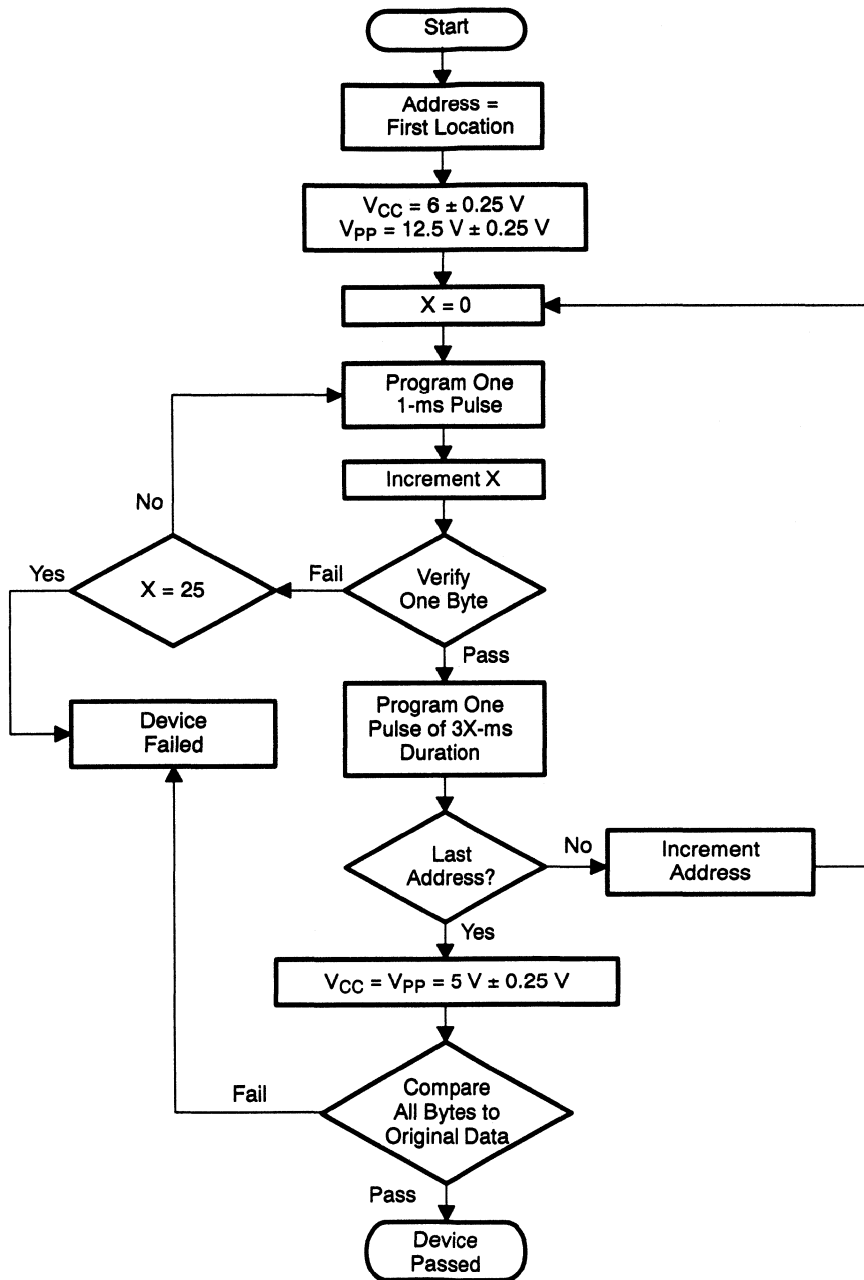 Start
Address =
First Location
VCC = 6 ± 0.25 V
VPP = 12.5 V ± 0.25 V
X = 0
Program One
1-ms Pulse
Increment X
No
Yes
X = 25
Fail
Verify
One Byte
Pass
Program One
Pulse of 3X-ms
Duration
Device
Failed
Last
Address?
No
Increment
Address
Yes
VCC = VPP = 5 V ± 0.25 V
Fail
Compare
All Bytes to
Original Data
Pass
Device
Passed